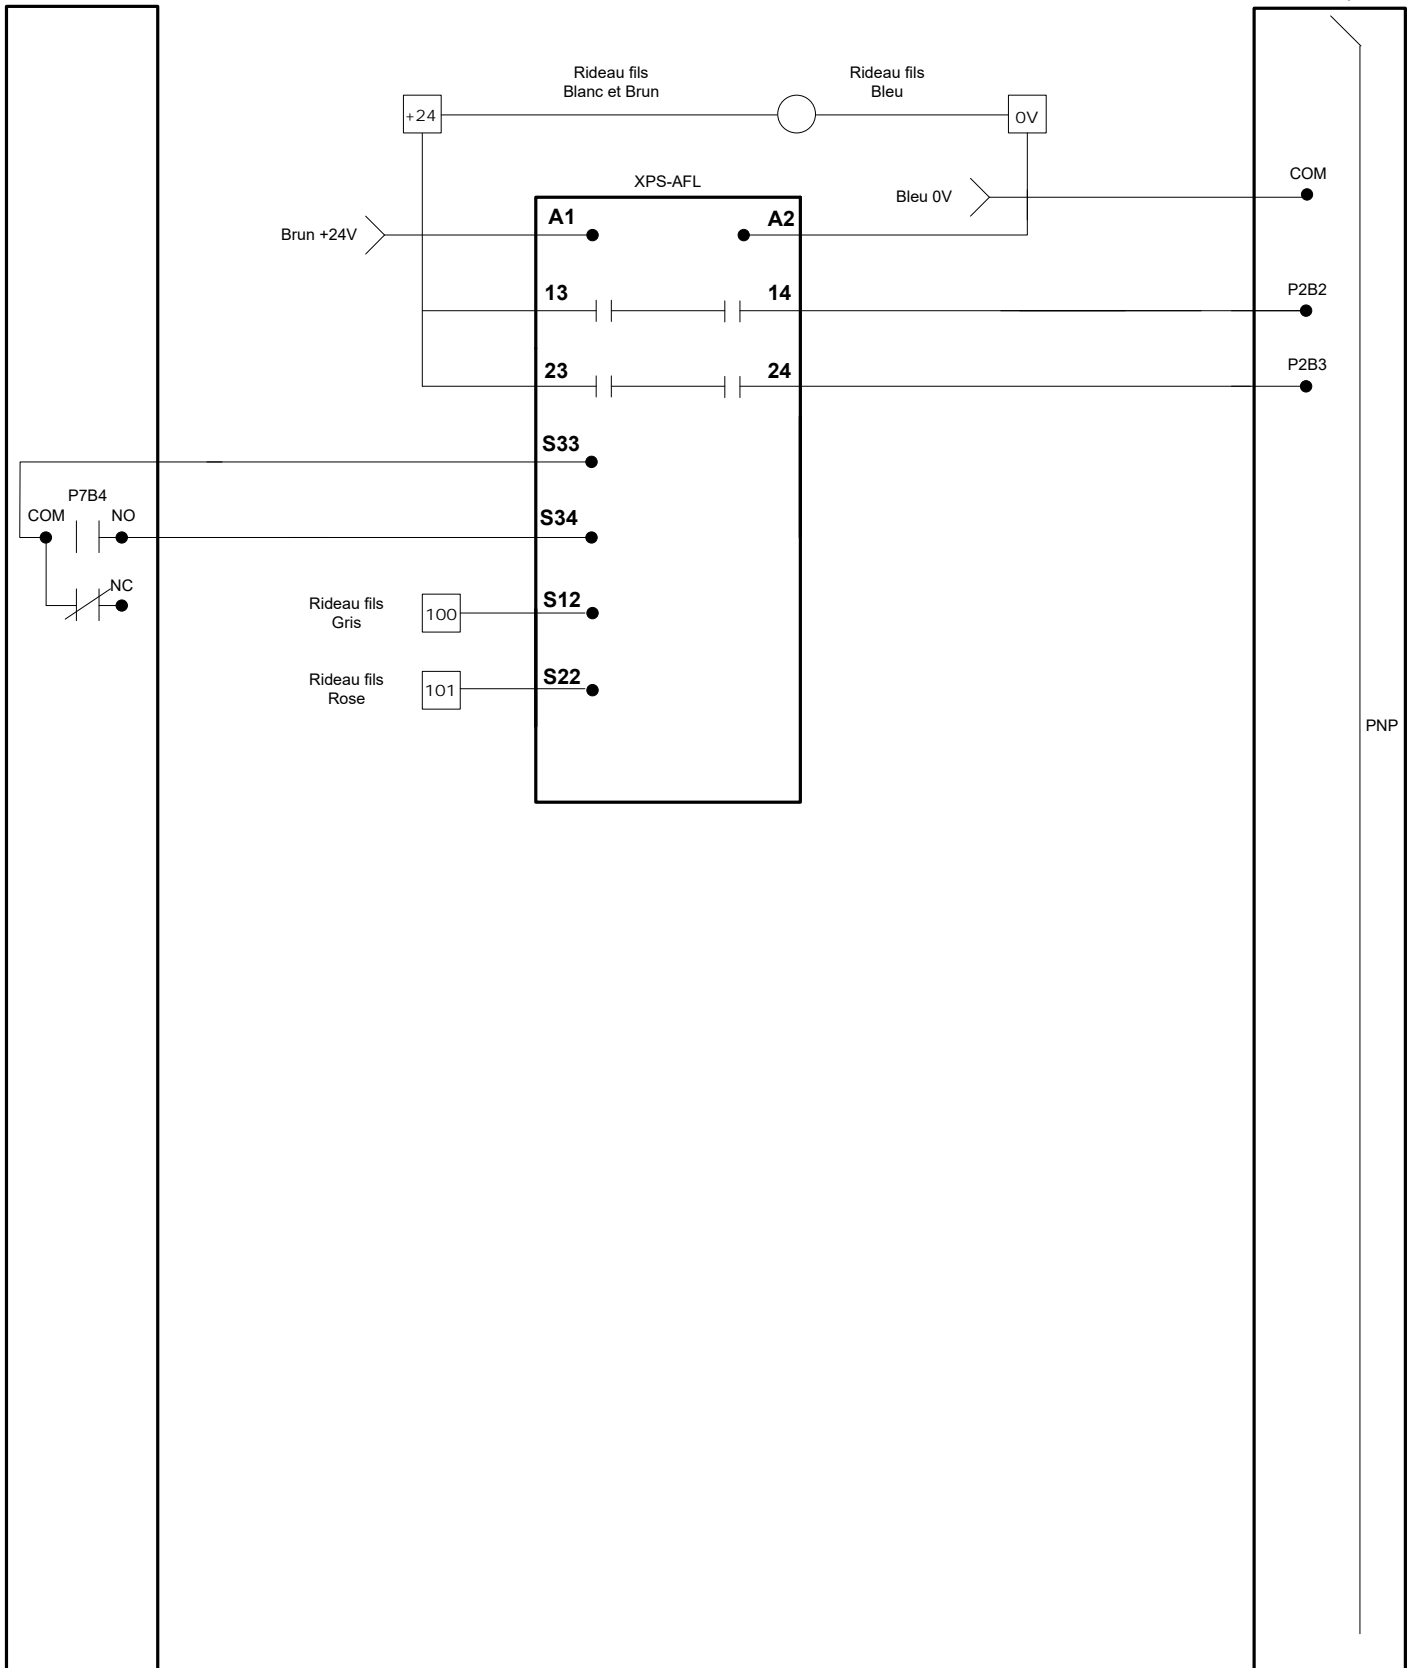 Rideau fils
Blanc et Brun
Rideau fils
Bleu
+24
0V
XPS-AFL
COM
Bleu 0V
A1
A2
Brun +24V
13
14
P2B2
23
24
P2B3
S33
P7B4
COM
NO
S34
NC
Rideau fils
Gris
100
S12
Rideau fils
Rose
101
S22
PNP